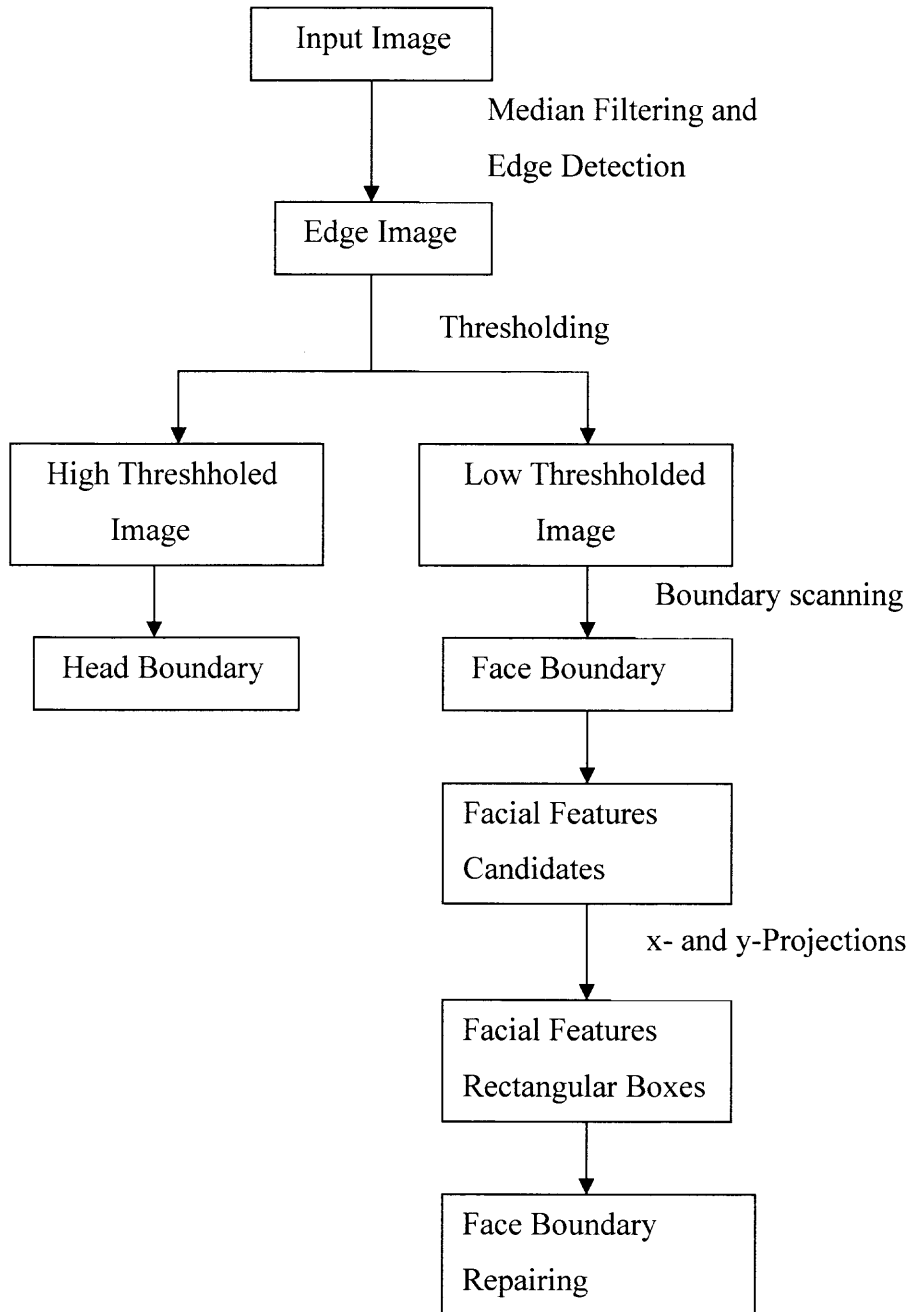 Input Image
Median Filtering and
Edge Detection
Edge Image
Thresholding
High Threshholed
Image
Low Threshholded
Image
Boundary scanning
Head Boundary
Face Boundary
Facial Features
Candidates
x- and y-Projections
Facial Features
Rectangular Boxes
Face Boundary
Repairing